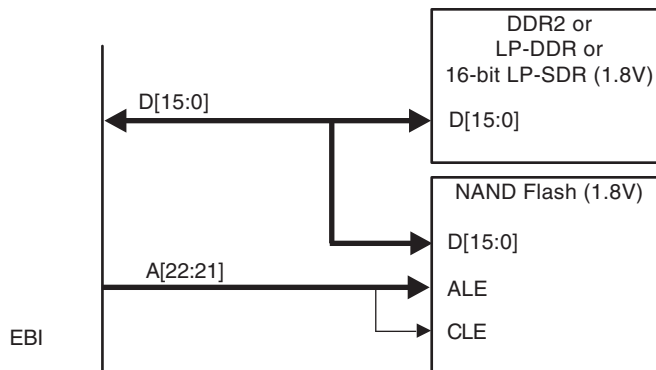 DDR2 or
LP-DDR or
16-bit LP-SDR (1.8V)
D[15:0]
D[15:0]
NAND Flash (1.8V)
D[15:0]
A[22:21]
ALE
CLE
EBI